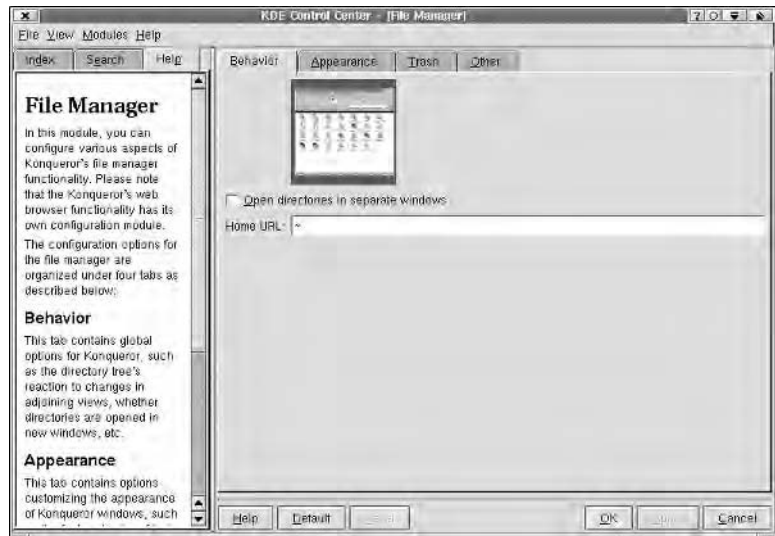 KDE Control Center - [File Manager]
File View Modules Help
Index Search Help
File Manager
In this module, you can
configure various aspects of
Konqueror's file manager
functionality. Please note
that the Konqueror's web
browser functionality has its
own configuration module.
The configuration options for
the file manager are
organized under four tabs as
described below:
Behavior
This tab contains global
options for Konqueror, such
as the directory tree's
reaction to changes in
adjoining views, whether
directories are opened in
new windows, etc.
Appearance
This tab contains options
customizing the appearance
of Konqueror windows, such
Behavior Appearance Trash Other
Open directories in separate windows
Home URL: ~
Help Default
OK Cancel